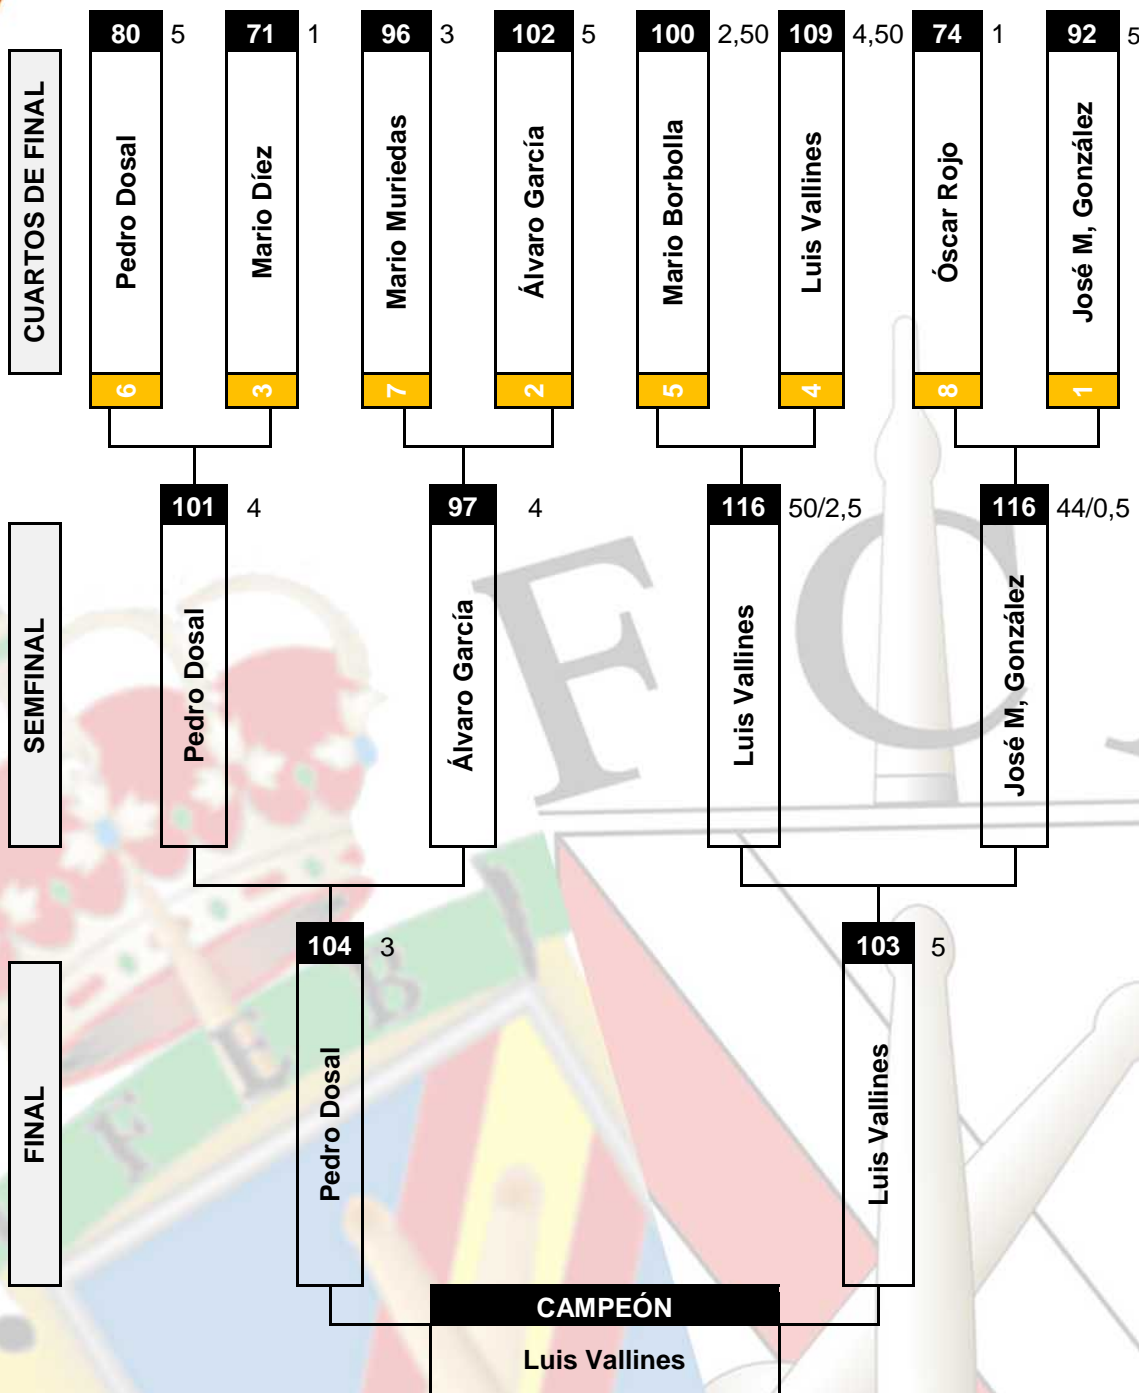 80 5 71 1 96 3 102 5 100 2,50 109 4,50 74 1 92 5
CUARTOS DE FINAL
Pedro Dosal
Mario Díez
Mario Muriedas
Álvaro García
Mario Borbolla
Luis Vallines
Óscar Rojo
José M, González
6 3 7 2 5 4 8 1
101 4 97 4 116 50/2,5 116 44/0,5
SEMFINAL
Pedro Dosal
Álvaro García
Luis Vallines
José M, González
F C
104 3 103 5
FINAL
Pedro Dosal
Luis Vallines
F E B
CAMPEÓN
Luis Vallines